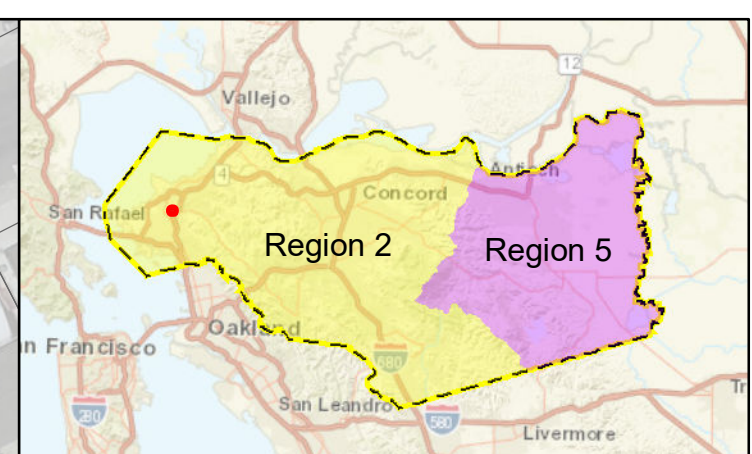 12
Vallejo
Antioch
4
Concord
San Rafael
Region 2
Region 5
Oakland
n Francisco
680
San Leandro
280
580
Livermore
Tr